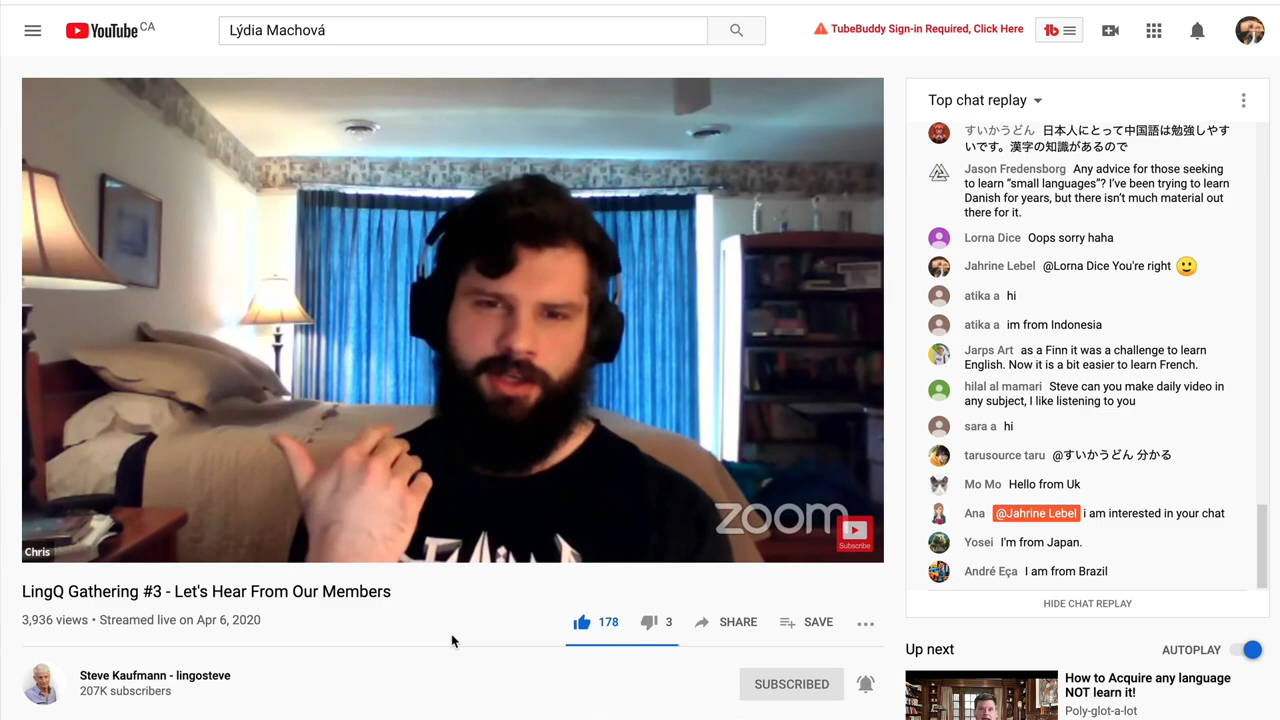 YouTube CA
Lýdia Machová
TubeBuddy Sign-in Required, Click Here
tb
zoom
Subscribe
Chris
LingQ Gathering #3 - Let's Hear From Our Members
3,936 views • Streamed live on Apr 6, 2020
178
3
SHARE
SAVE
Steve Kaufmann - lingosteve
207K subscribers
SUBSCRIBED
Top chat replay
すいかうどん 日本人にとって中国語は勉強しやす
いです。漢字の知識があるので
Jason Fredensborg Any advice for those seeking
to learn “small languages”? I’ve been trying to learn
Danish for years, but there isn’t much material out
there for it.
Lorna Dice Oops sorry haha
Jahrine Lebel @Lorna Dice You're right
atika a hi
atika a im from Indonesia
Jarps Art as a Finn it was a challenge to learn
English. Now it is a bit easier to learn French.
hilal al mamari Steve can you make daily video in
any subject, I like listening to you
sara a hi
tarusource taru @すいかうどん 分かる
Mo Mo Hello from Uk
Ana @Jahrine Lebel i am interested in your chat
Yosei I'm from Japan.
André Eça I am from Brazil
HIDE CHAT REPLAY
Up next
AUTOPLAY
How to Acquire any language
NOT learn it!
Poly-glot-a-lot